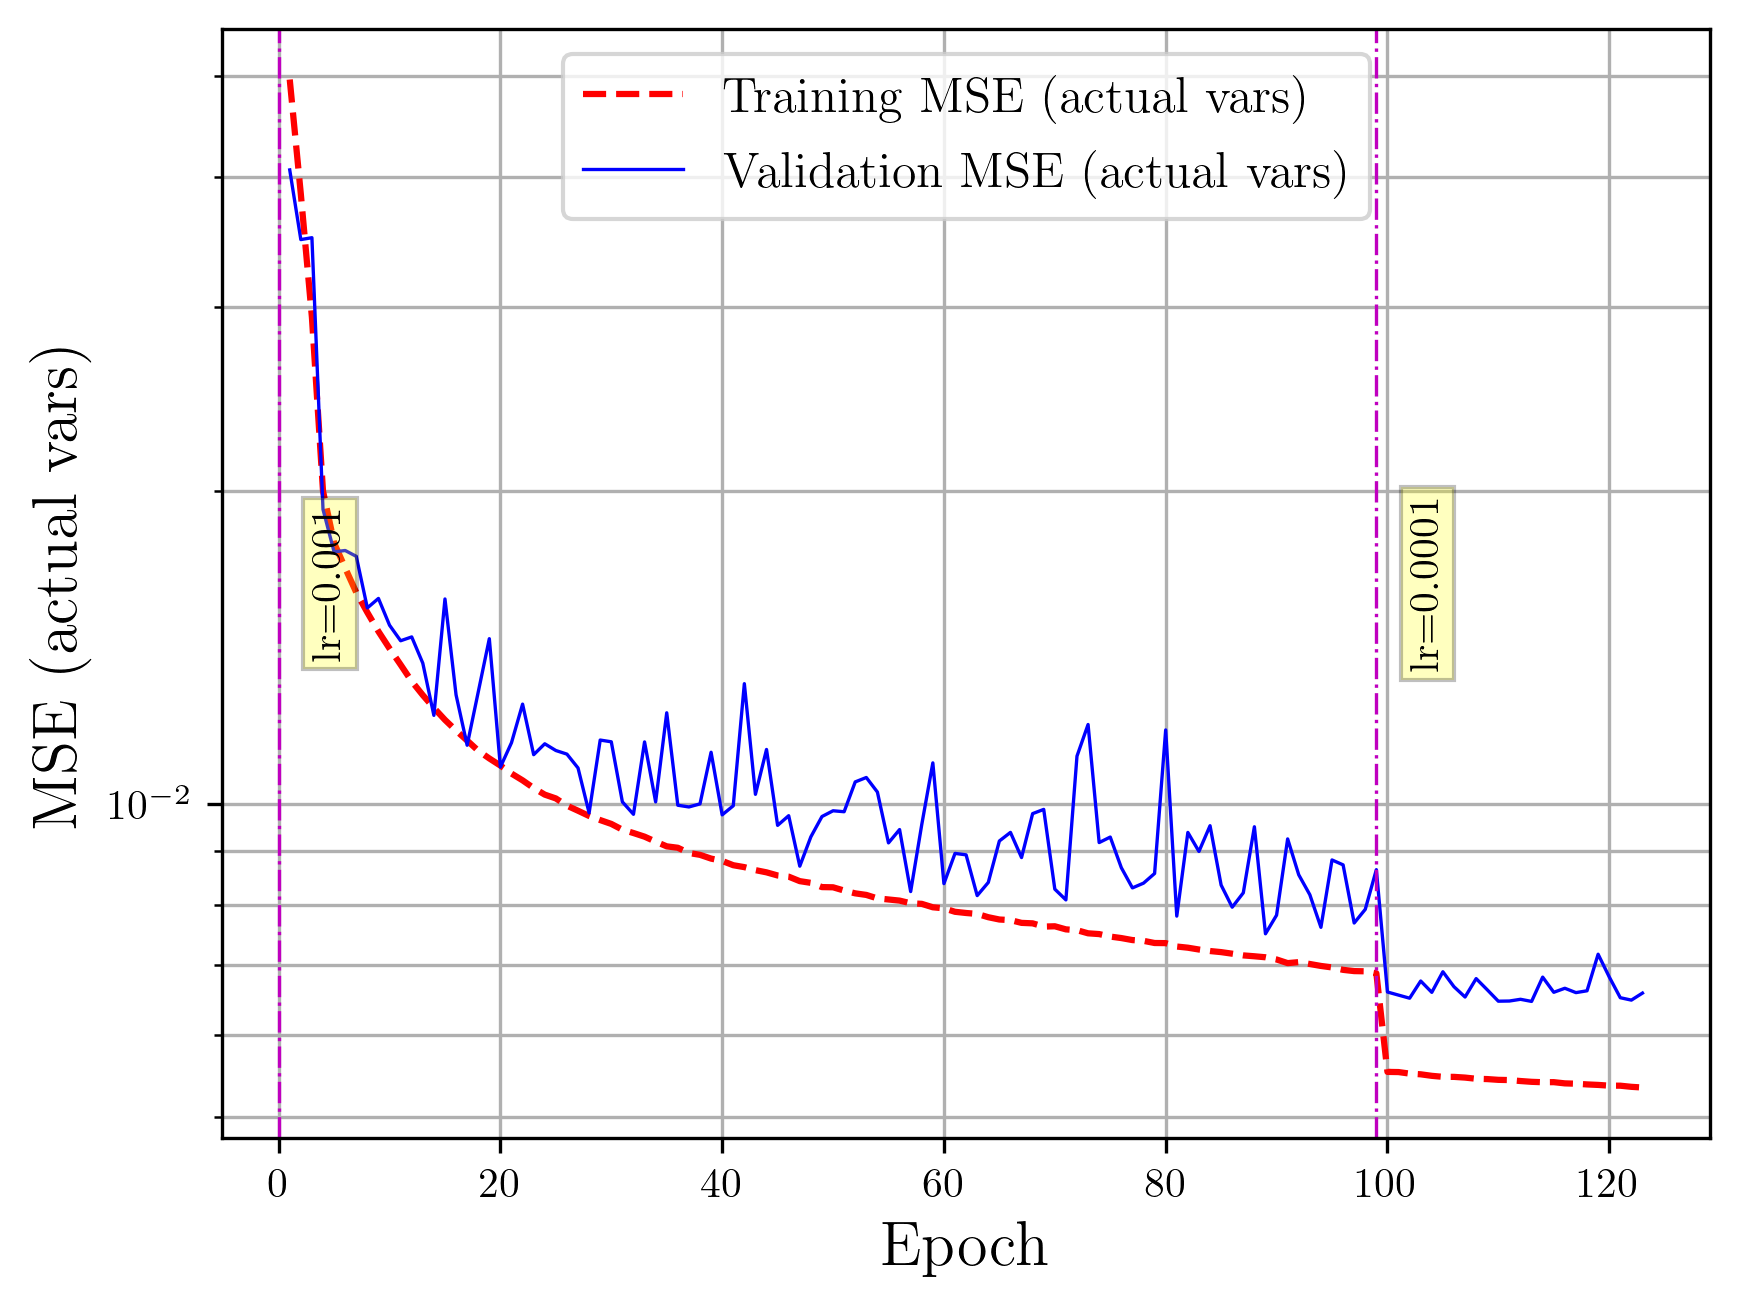 Training MSE (actual vars)
Validation MSE (actual vars)
MSE (actual vars)
10⁻²
lr=0.001
lr=0.0001
0 20 40 60 80 100 120
Epoch